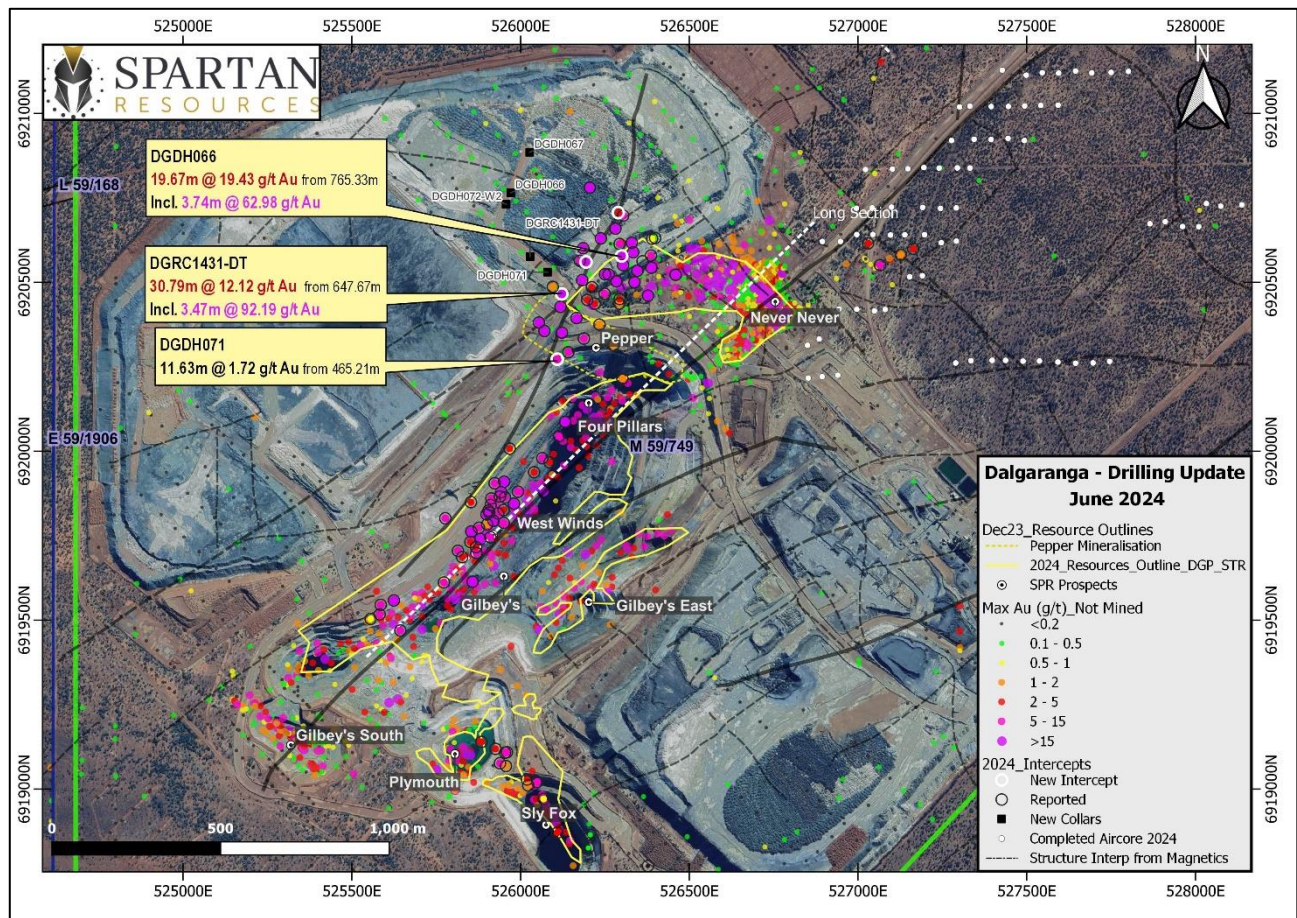 525000E
525500E
526000E
526500E
527000E
527500E
528000E
SPARTAN
RESOURCES
N
6921000N
6921000N
L 59/168
DGDH066
19.67m @ 19.43 g/t Au from 765.33m
Incl. 3.74m @ 62.98 g/t Au
DGDH067
DGDH066
DGDH072-W2
DGRC1431-DT
Long Section
DGRC1431-DT
30.79m @ 12.12 g/t Au from 647.67m
Incl. 3.47m @ 92.19 g/t Au
DGDH071
6920500N
6920500N
Never Never
Pepper
DGDH071
11.63m @ 1.72 g/t Au from 465.21m
Four Pillars
M 59/749
E 59/1906
6920000N
6920000N
West Winds
Gilbey's
Gilbey's East
6919500N
6919500N
Gilbey's South
Plymouth
Sly Fox
6919000N
6919000N
Dalgaranga - Drilling Update
June 2024
Dec23_Resource Outlines
Pepper Mineralisation
2024_Resources_Outline_DGP_STR
SPR Prospects
Max Au (g/t)_Not Mined
<0.2
0.1 - 0.5
0.5 - 1
1 - 2
2 - 5
5 - 15
>15
2024_Intercepts
New Intercept
Reported
New Collars
Completed Aircore 2024
Structure Interp from Magnetics
0
500
1,000 m
525000E
525500E
526000E
526500E
527000E
527500E
528000E